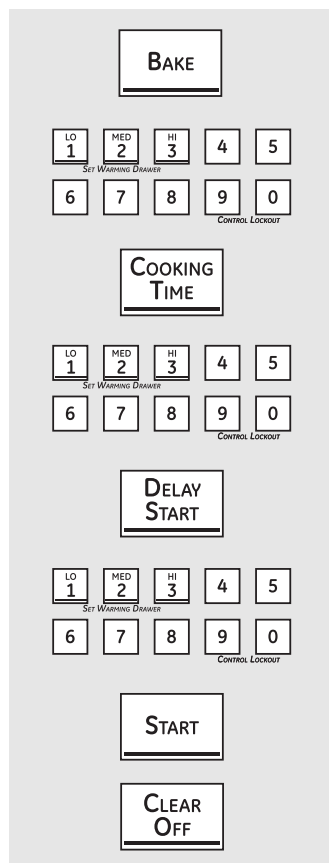 BAKE
LO MED HI
1 2 3 4 5
SET WARMING DRAWER
6 7 8 9 0
CONTROL LOCKOUT
COOKING
TIME
LO MED HI
1 2 3 4 5
SET WARMING DRAWER
6 7 8 9 0
CONTROL LOCKOUT
DELAY
START
LO MED HI
1 2 3 4 5
SET WARMING DRAWER
6 7 8 9 0
CONTROL LOCKOUT
START
CLEAR
OFF